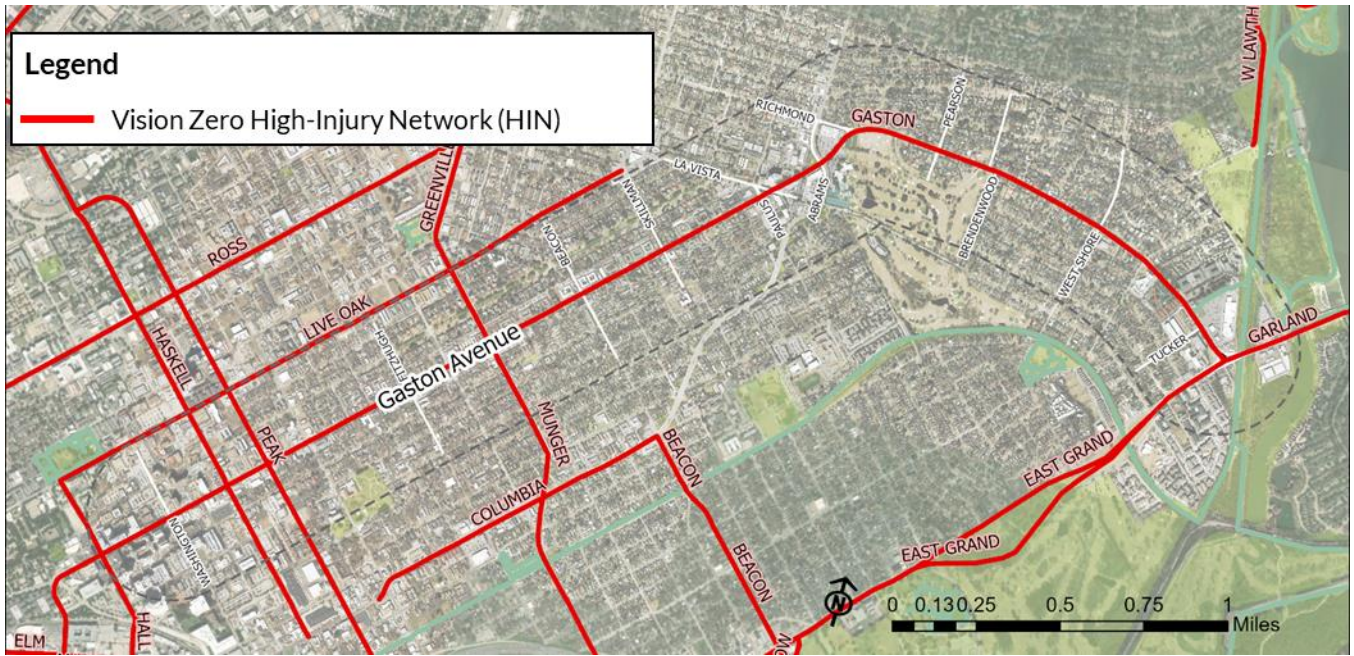 Legend
Vision Zero High-Injury Network (HIN)
W LAWTH
PEARSON
RICHMOND
GASTON
LA VISTA
GREENVILLE
SKILLMAN
ABRAMS
PAULUS
BRENDENWOOD
BEACON
WEST-SHORE
ROSS
LIVE OAK
GARLAND
HASKELL
FITZHUGH
Gaston Avenue
TUCKER
PEAK
MUNGER
BEACON
EAST GRAND
COLUMBIA
WASHINGTON
EAST GRAND
BEACON
N
0 0.13 0.25 0.5 0.75 1
Miles
HALL
ELM